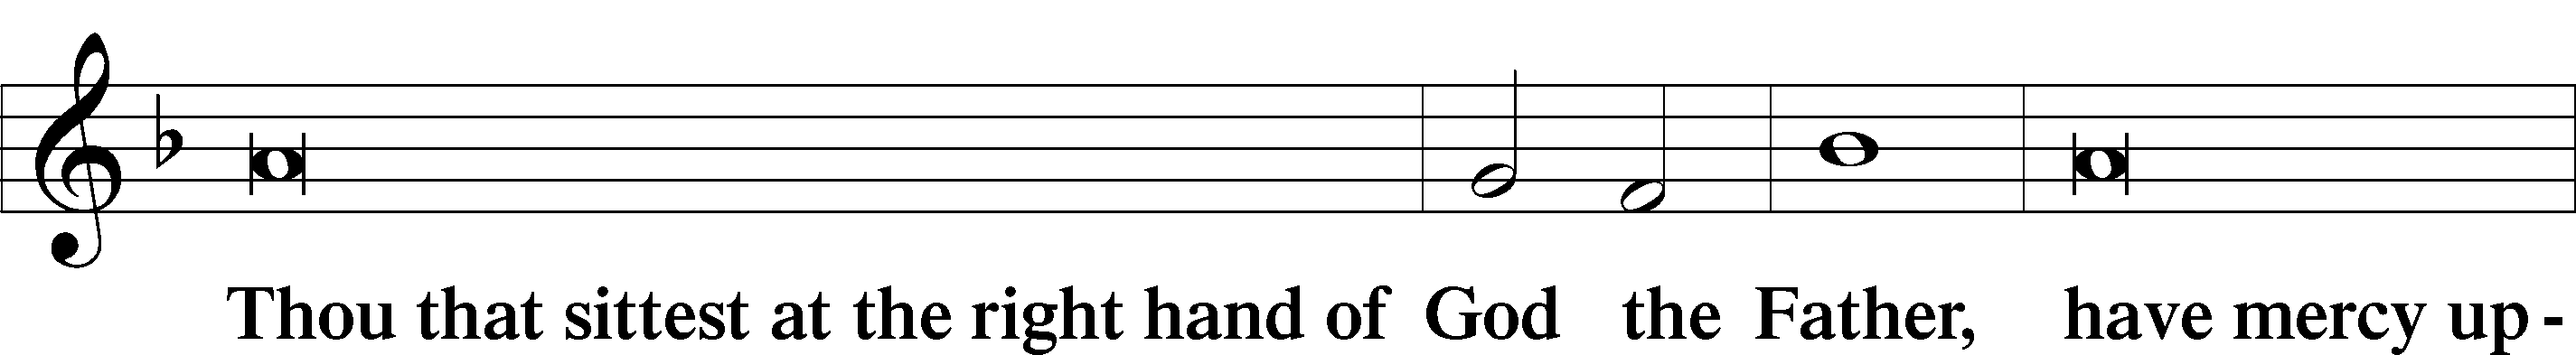 Thou that sittest at the right hand of God the Father, have mercy up-